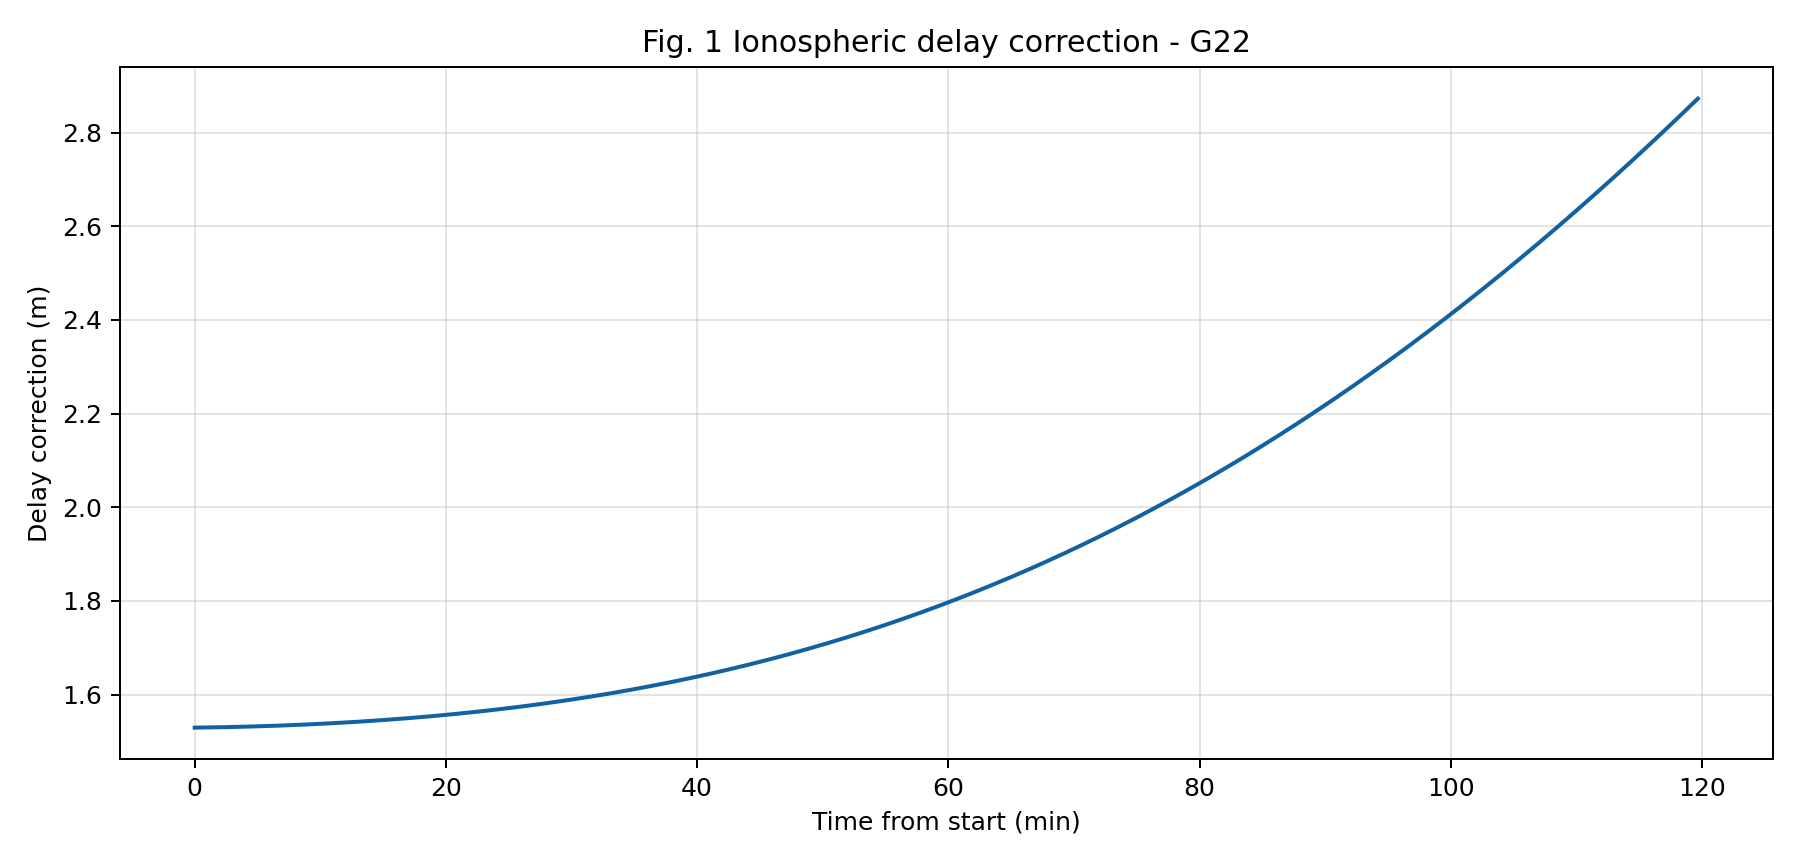 Fig. 1 Ionospheric delay correction - G22
Delay correction (m)
2.8
2.6
2.4
2.2
2.0
1.8
1.6
0 20 40 60 80 100 120
Time from start (min)